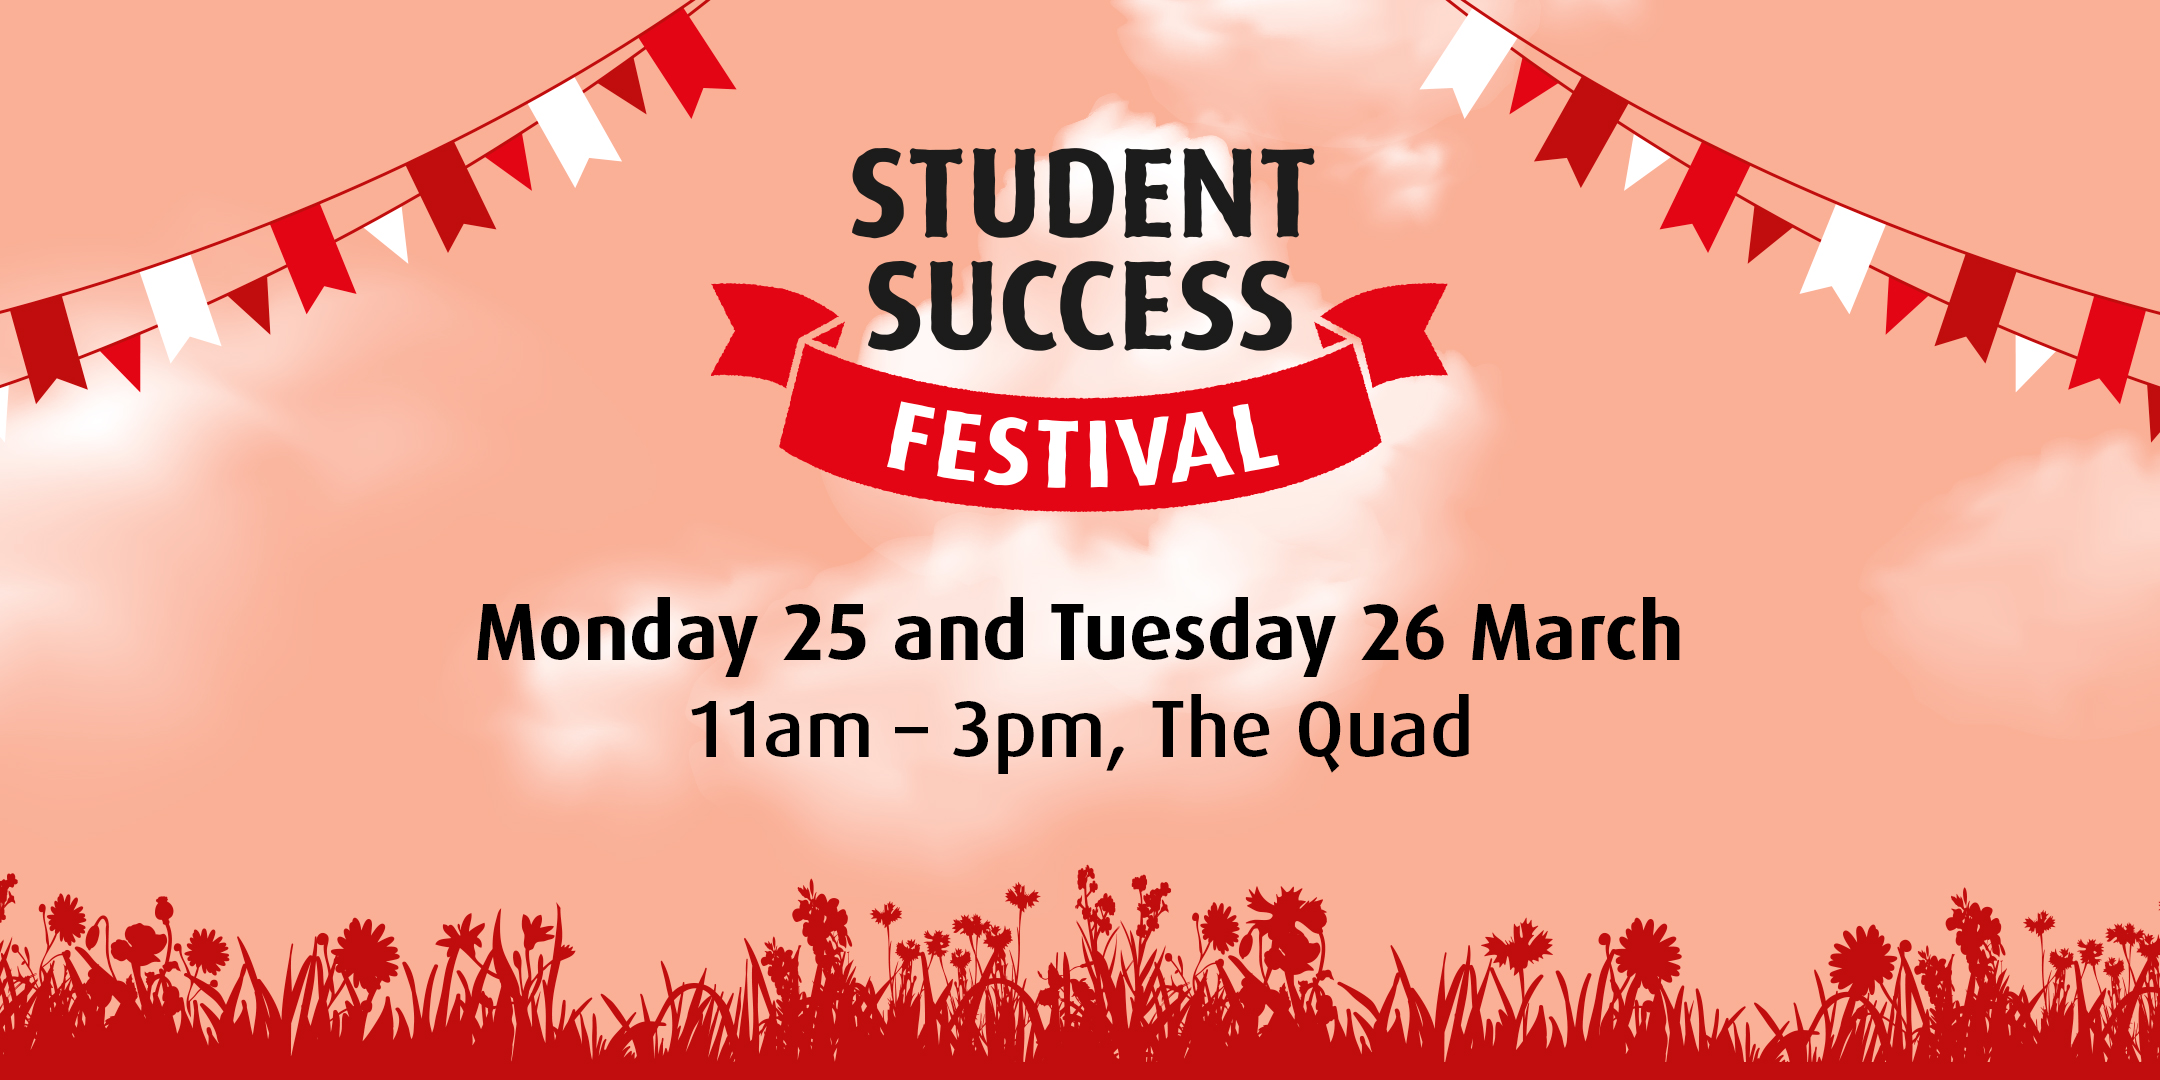 STUDENT
SUCCESS
FESTIVAL
Monday 25 and Tuesday 26 March
11am – 3pm, The Quad